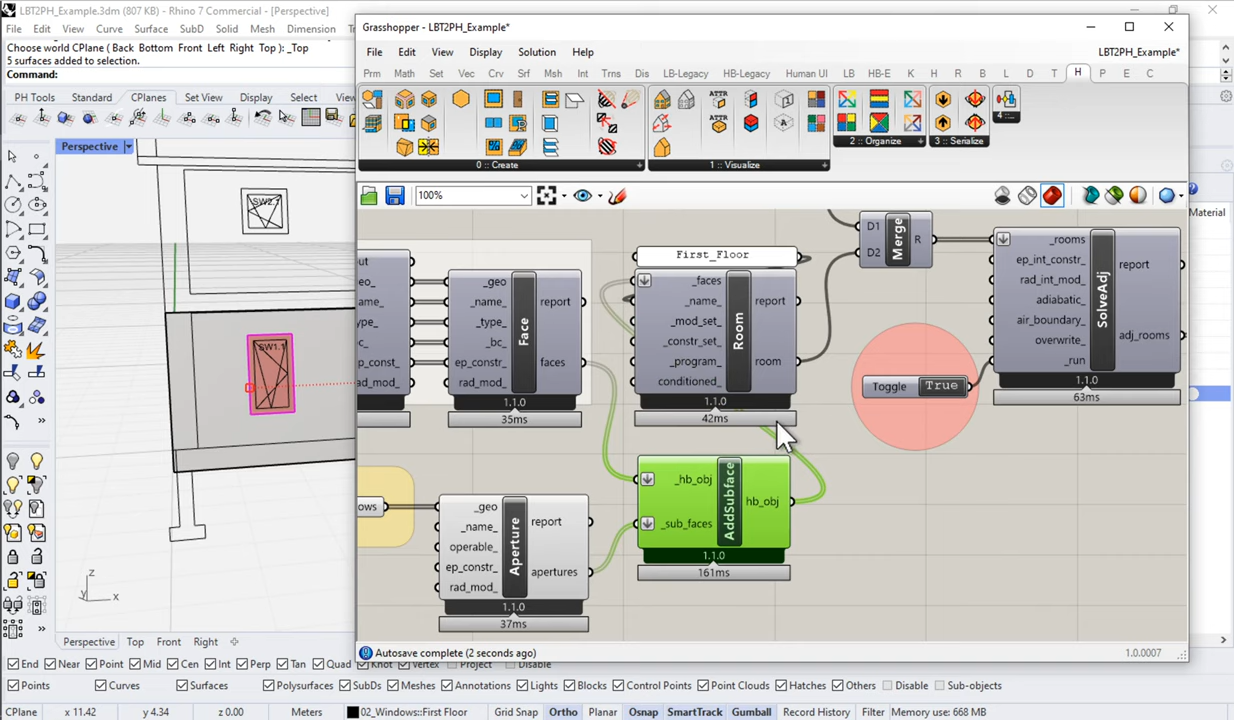 LBT2PH_Example.3dm (807 KB) - Rhino 7 Commercial - [Perspective]
File Edit View Curve Surface SubD Solid Mesh Dimension
Choose world CPlane ( Back Bottom Front Left Right Top ): _Top
5 surfaces added to selection.
Command:
PH Tools Standard CPlanes Set View Display Select
Perspective
SW2.1
SW1.1
z
y
x
Perspective Top Front Right
End Near Point Mid Cen Int Perp Tan Quad Knot Vertex Project Disable
Points Curves Surfaces Polysurfaces SubDs Meshes Annotations Lights Blocks Control Points Point Clouds Hatches Others Disable Sub-objects
CPlane x 11.42 y 4.34 z 0.00 Meters 02_Windows::First Floor Grid Snap Ortho Planar Osnap SmartTrack Gumball Record History Filter Memory use: 668 MB
Material
Grasshopper - LBT2PH_Example*
File Edit View Display Solution Help
LBT2PH_Example*
Prm Math Set Vec Crv Srf Msh Int Trns Dis LB-Legacy HB-Legacy Human UI LB HB-E K H R B L D T H P E C
ATTR
ATTR
A
4 ::
0 :: Create 1 :: Visualize 2 :: Organize 3 :: Serialize
100%
_geo
_name_
_type_
_bc_
ep_constr_
rad_mod_
Face
report
faces
1.1.0
35ms
First_Floor
_faces
_name_
_mod_set_
_constr_set_
_program_
conditioned_
Room
report
room
1.1.0
42ms
D1
D2
Merge
R
_rooms
ep_int_constr_
rad_int_mod_
adiabatic_
air_boundary_
overwrite_
_run
SolveAdj
report
adj_rooms
1.1.0
63ms
Toggle True
ows
_geo
_name_
operable_
ep_constr_
rad_mod_
Aperture
report
apertures
1.1.0
37ms
_hb_obj
_sub_faces
AddSubface
hb_obj
1.1.0
161ms
Autosave complete (2 seconds ago)
1.0.0007